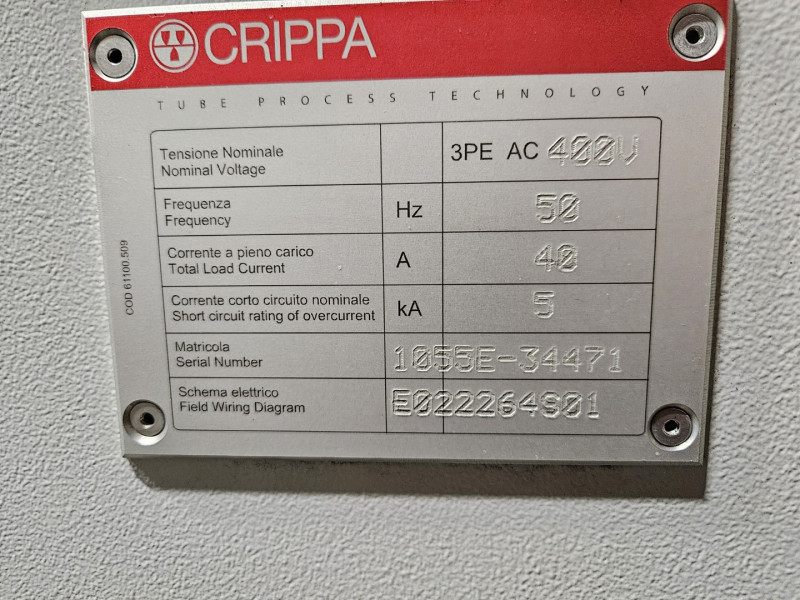 CRIPPA
TUBE PROCESS TECHNOLOGY
Tensione Nominale
Nominal Voltage
3PE AC 400V
Frequenza
Frequency
Hz
50
Corrente a pieno carico
Total Load Current
A
40
Corrente corto circuito nominale
Short circuit rating of overcurrent
kA
5
Matricola
Serial Number
1055E-34471
Schema elettrico
Field Wiring Diagram
E022264S01
COD 61100.509